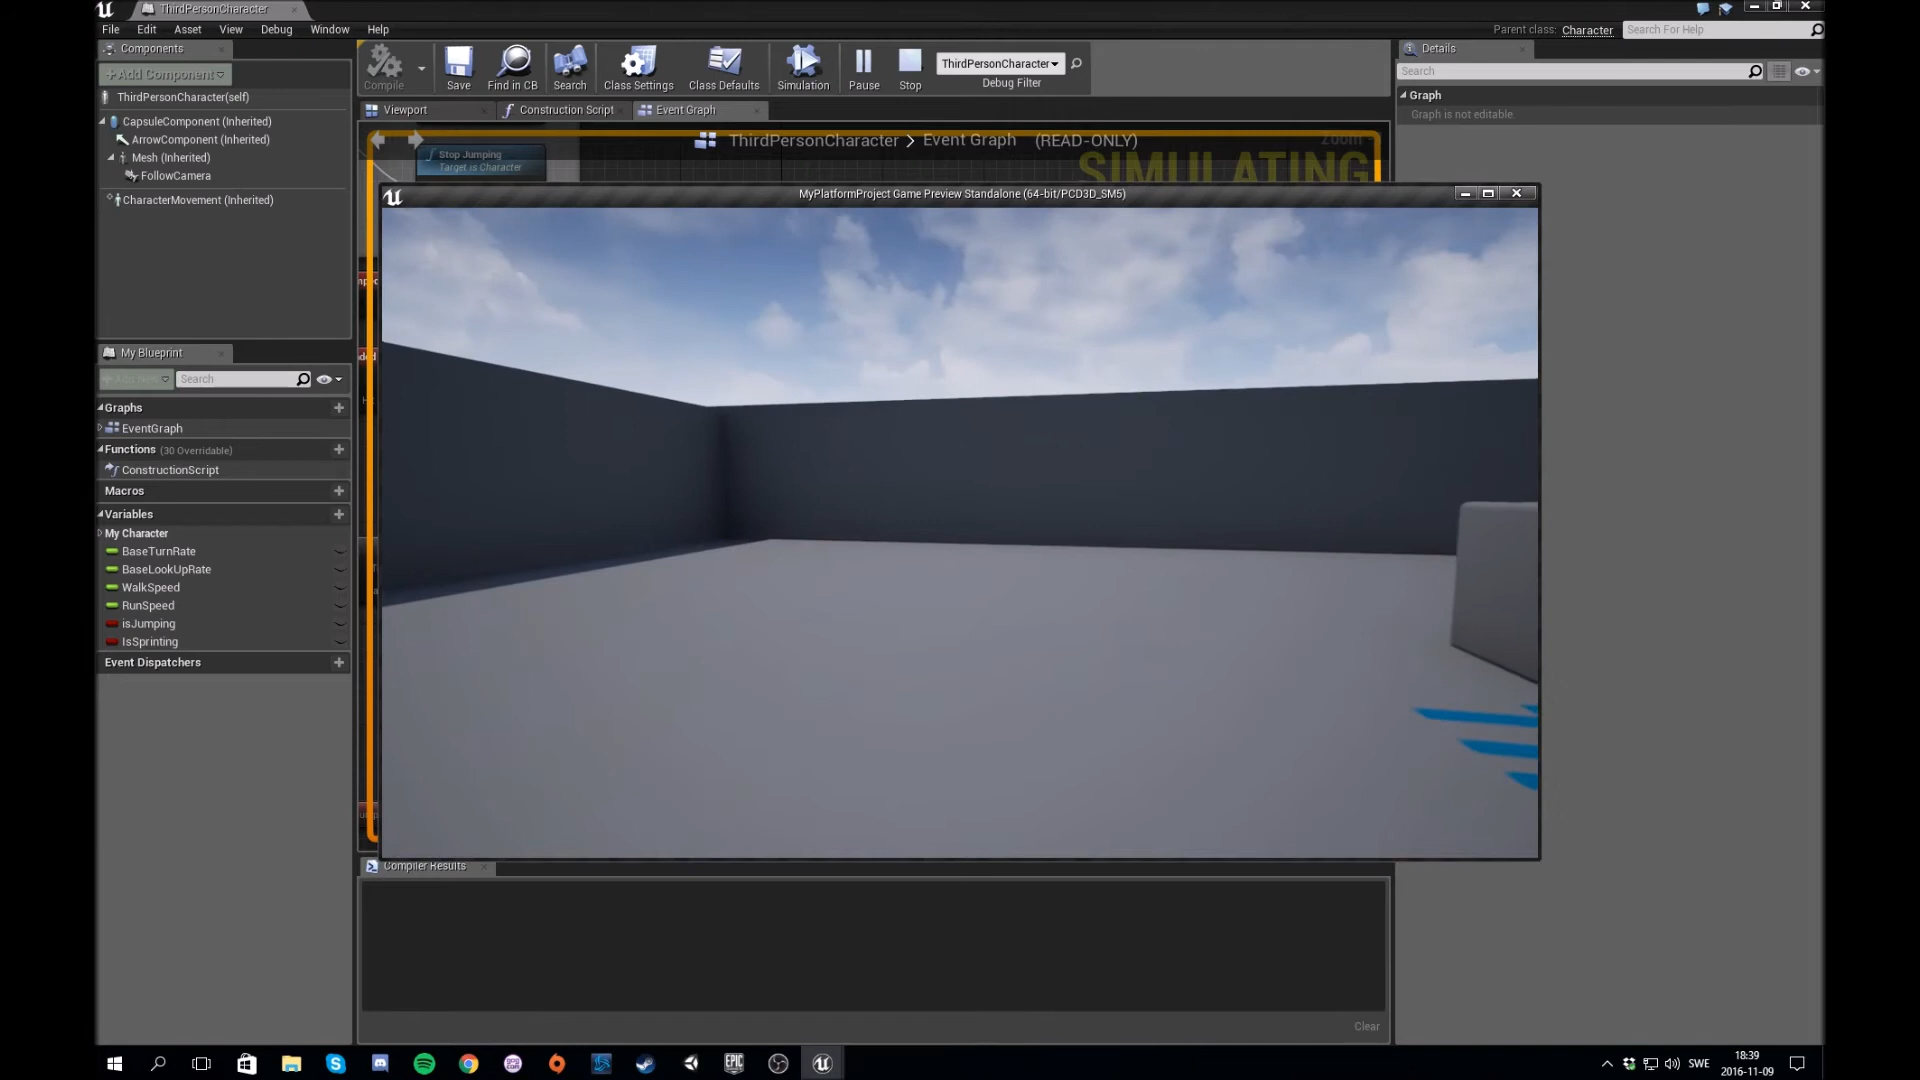 ThirdPersonCharacter
File Edit Asset View Debug Window Help
Parent class: Character Search For Help
Components
+Add Component
ThirdPersonCharacter(self)
CapsuleComponent (Inherited)
ArrowComponent (Inherited)
Mesh (Inherited)
FollowCamera
CharacterMovement (Inherited)
Compile Save Find in CB Search Class Settings Class Defaults Simulation Pause Stop
ThirdPersonCharacter
Debug Filter
Viewport Construction Script Event Graph
ThirdPersonCharacter > Event Graph (READ-ONLY)
Zoom
SIMULATING
Stop Jumping
Target is Character
MyPlatformProject Game Preview Standalone (64-bit/PCD3D_SM5)
Details
Search
Graph
Graph is not editable.
My Blueprint
Search
Graphs
EventGraph
Functions (30 Overridable)
ConstructionScript
Macros
Variables
My Character
BaseTurnRate
BaseLookUpRate
WalkSpeed
RunSpeed
isJumping
IsSprinting
Event Dispatchers
Compiler Results
Clear
EPIC
SWE
18:39
2016-11-09